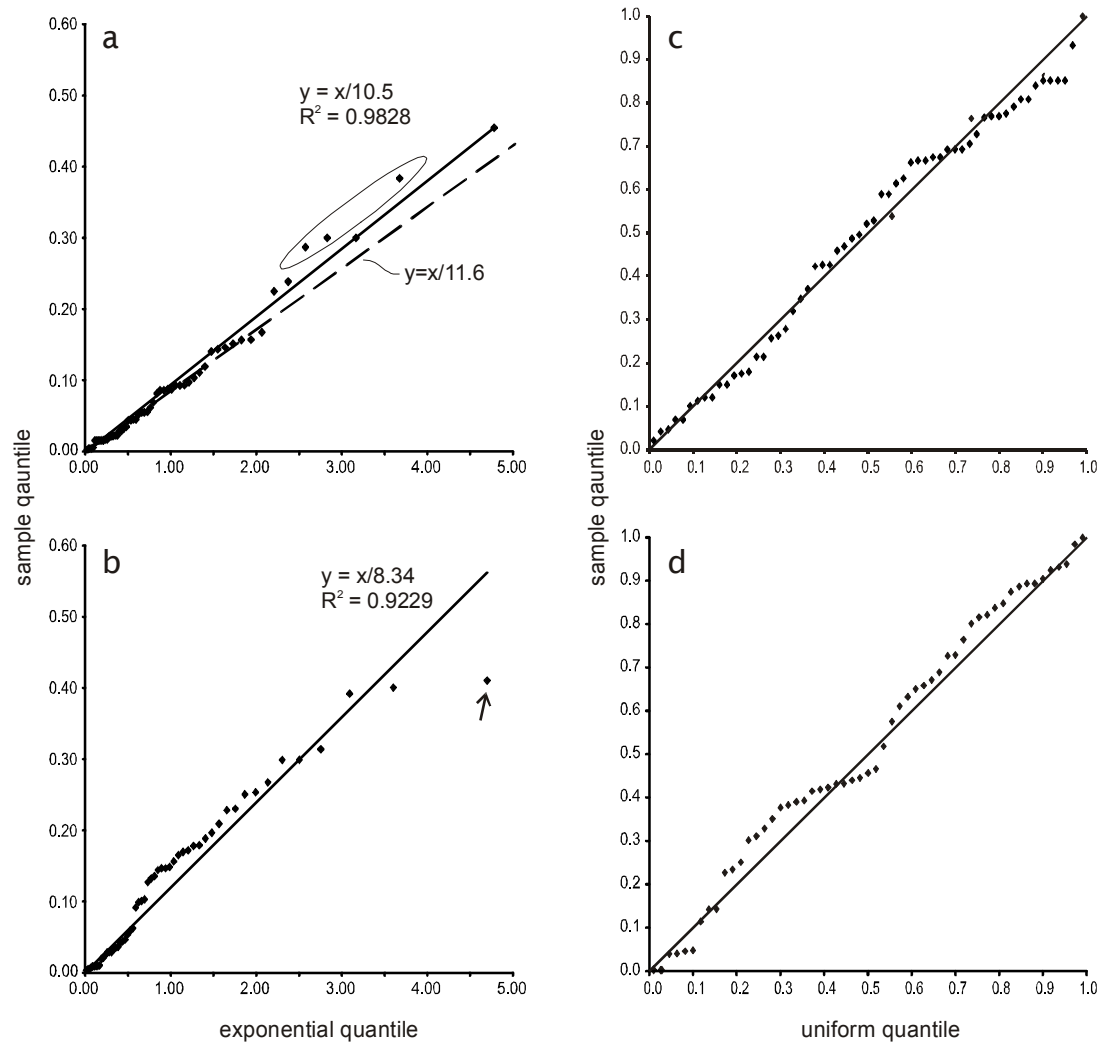 a
0.60
0.50
0.40
0.30
0.20
0.10
0.00
0.00 1.00 2.00 3.00 4.00 5.00
y = x/10.5
R² = 0.9828
y=x/11.6
c
1.0
0.9
0.8
0.7
0.6
0.5
0.4
0.3
0.2
0.1
0.0
0.0 0.1 0.2 0.3 0.4 0.5 0.6 0.7 0.8 0.9 1.0
sample qauntile
sample qauntile
b
0.60
0.50
0.40
0.30
0.20
0.10
0.00
0.00 1.00 2.00 3.00 4.00 5.00
y = x/8.34
R² = 0.9229
exponential quantile
d
1.0
0.9
0.8
0.7
0.6
0.5
0.4
0.3
0.2
0.1
0.0
0.0 0.1 0.2 0.3 0.4 0.5 0.6 0.7 0.8 0.9 1.0
uniform quantile